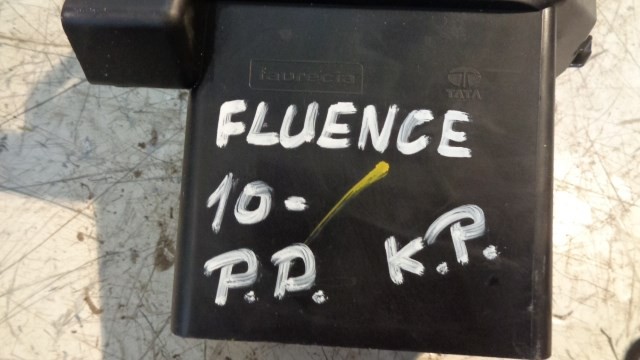 faurecia
TATA
FLUENCE
10-
P.P. K.P.